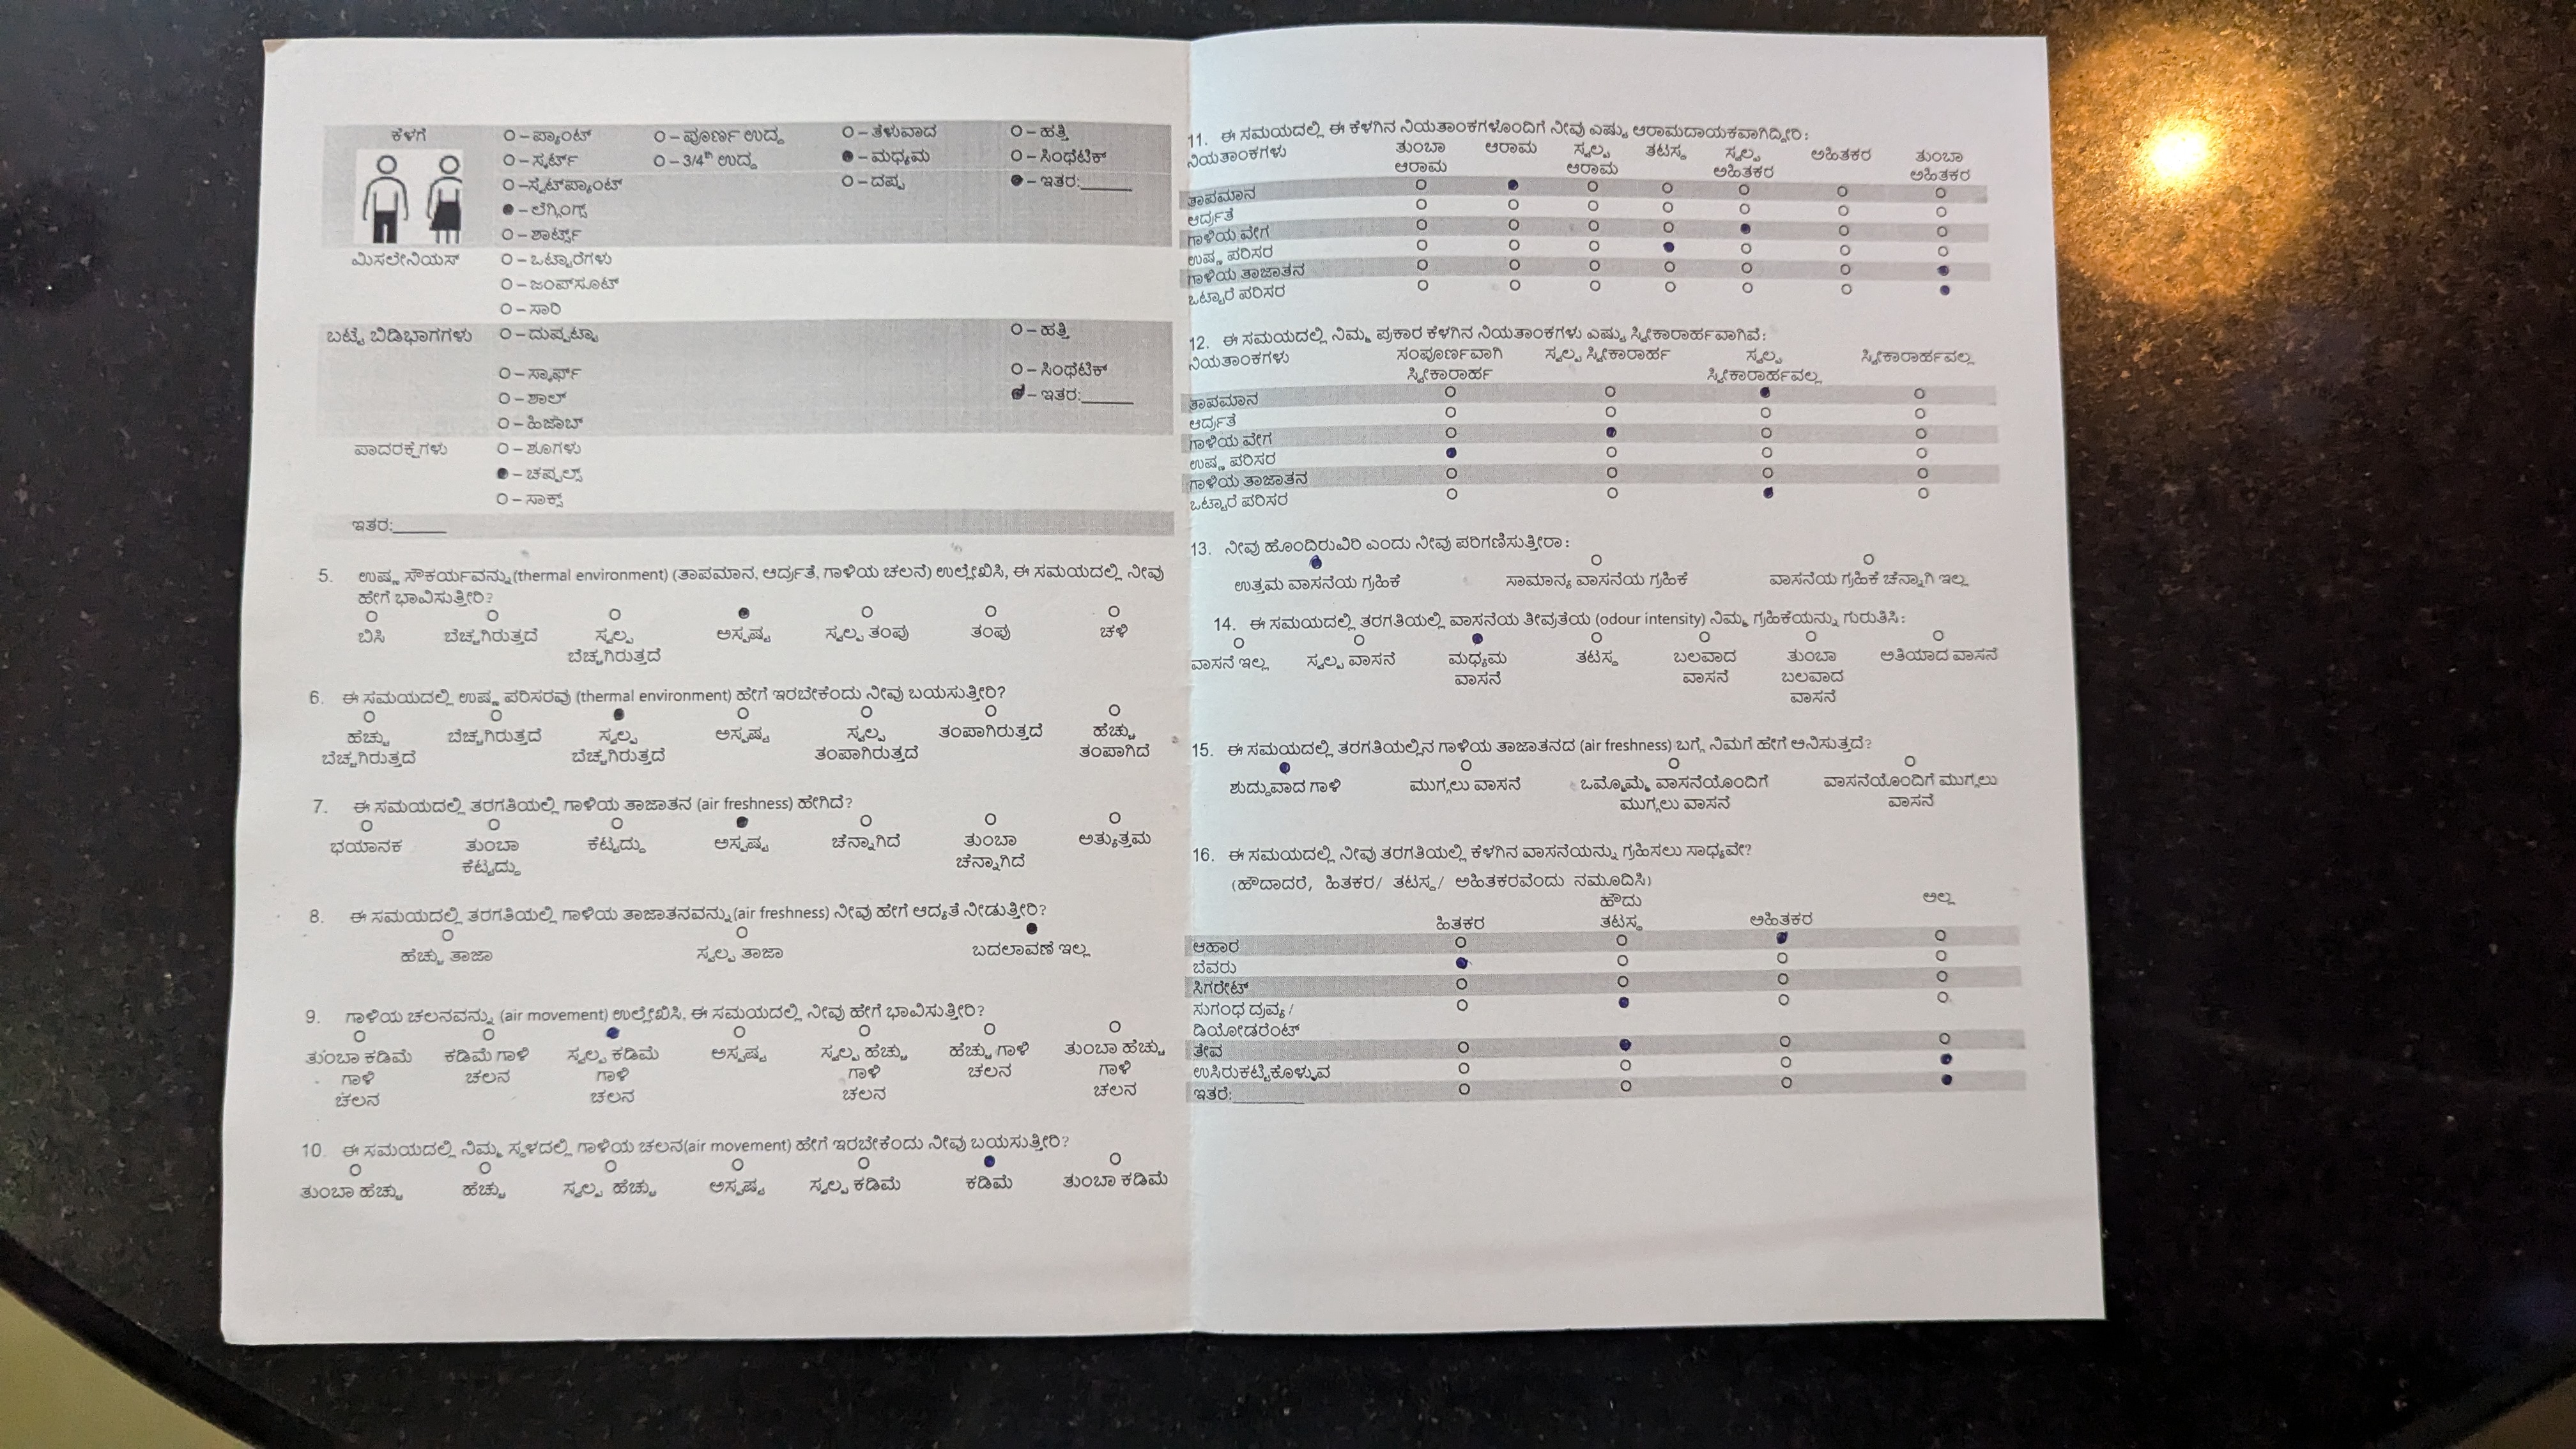 ಕೆಳಗೆ O – ಪ್ಯಾಂಟ್ O – ಪೂರ್ಣ ಉದ್ದ O – ತೆಳುವಾದ O – ಹತ್ತಿ
O – ಸ್ಕರ್ಟ್ O – 3/4th ಉದ್ದ ● – ಮಧ್ಯಮ O – ಸಿಂಥೆಟಿಕ್
O –ಸ್ವೆಟ್‌ಪ್ಯಾಂಟ್ O – ದಪ್ಪ ● – ಇತರ:______
● – ಲೆಗ್ಗಿಂಗ್ಸ್
O – ಶಾರ್ಟ್ಸ್
ಮಿಸಲೇನಿಯಸ್ O – ಒಟ್ಟಾರೆಗಳು
O – ಜಂಪ್‌ಸೂಟ್
O – ಸಾರಿ
ಬಟ್ಟೆ ಬಿಡಿಭಾಗಗಳು O – ದುಪ್ಪಟ್ಟಾ O – ಹತ್ತಿ
O – ಸ್ಕಾರ್ಫ್ O – ಸಿಂಥೆಟಿಕ್
O – ಶಾಲ್ ● – ಇತರ:______
O – ಹಿಜಾಬ್
ಪಾದರಕ್ಷೆಗಳು O – ಶೂಗಳು
● – ಚಪ್ಪಲ್ಸ್
O – ಸಾಕ್ಸ್
ಇತರ:______
5. ಉಷ್ಣ ಸೌಕರ್ಯವನ್ನು(thermal environment) (ತಾಪಮಾನ, ಆರ್ದ್ರತೆ, ಗಾಳಿಯ ಚಲನೆ) ಉಲ್ಲೇಖಿಸಿ, ಈ ಸಮಯದಲ್ಲಿ ನೀವು
ಹೇಗೆ ಭಾವಿಸುತ್ತೀರಿ?
O O O ● O O O
ಬಿಸಿ ಬೆಚ್ಚಗಿರುತ್ತದೆ ಸ್ವಲ್ಪ ಅಸ್ಪಷ್ಟ ಸ್ವಲ್ಪ ತಂಪು ತಂಪು ಚಳಿ
ಬೆಚ್ಚಗಿರುತ್ತದೆ
6. ಈ ಸಮಯದಲ್ಲಿ ಉಷ್ಣ ಪರಿಸರವು (thermal environment) ಹೇಗೆ ಇರಬೇಕೆಂದು ನೀವು ಬಯಸುತ್ತೀರಿ?
O O ● O O O O
ಹೆಚ್ಚು ಬೆಚ್ಚಗಿರುತ್ತದೆ ಸ್ವಲ್ಪ ಅಸ್ಪಷ್ಟ ಸ್ವಲ್ಪ ತಂಪಾಗಿರುತ್ತದೆ ಹೆಚ್ಚು
ಬೆಚ್ಚಗಿರುತ್ತದೆ ಬೆಚ್ಚಗಿರುತ್ತದೆ ತಂಪಾಗಿರುತ್ತದೆ ತಂಪಾಗಿದೆ
7. ಈ ಸಮಯದಲ್ಲಿ ತರಗತಿಯಲ್ಲಿ ಗಾಳಿಯ ತಾಜಾತನ (air freshness) ಹೇಗಿದೆ?
O O O ● O O O
ಭಯಾನಕ ತುಂಬಾ ಕೆಟ್ಟದ್ದು ಅಸ್ಪಷ್ಟ ಚೆನ್ನಾಗಿದೆ ತುಂಬಾ ಅತ್ಯುತ್ತಮ
ಕೆಟ್ಟದ್ದು ಚೆನ್ನಾಗಿದೆ
8. ಈ ಸಮಯದಲ್ಲಿ ತರಗತಿಯಲ್ಲಿ ಗಾಳಿಯ ತಾಜಾತನವನ್ನು(air freshness) ನೀವು ಹೇಗೆ ಆದ್ಯತೆ ನೀಡುತ್ತೀರಿ?
O O ●
ಹೆಚ್ಚು ತಾಜಾ ಸ್ವಲ್ಪ ತಾಜಾ ಬದಲಾವಣೆ ಇಲ್ಲ
9. ಗಾಳಿಯ ಚಲನವನ್ನು (air movement) ಉಲ್ಲೇಖಿಸಿ, ಈ ಸಮಯದಲ್ಲಿ ನೀವು ಹೇಗೆ ಭಾವಿಸುತ್ತೀರಿ?
O O ● O O O O
ತುಂಬಾ ಕಡಿಮೆ ಕಡಿಮೆ ಗಾಳಿ ಸ್ವಲ್ಪ ಕಡಿಮೆ ಅಸ್ಪಷ್ಟ ಸ್ವಲ್ಪ ಹೆಚ್ಚು ಹೆಚ್ಚು ಗಾಳಿ ತುಂಬಾ ಹೆಚ್ಚು
ಗಾಳಿ ಚಲನ ಗಾಳಿ ಗಾಳಿ ಚಲನ ಗಾಳಿ
ಚಲನ ಚಲನ ಚಲನ ಚಲನ
10. ಈ ಸಮಯದಲ್ಲಿ ನಿಮ್ಮ ಸ್ಥಳದಲ್ಲಿ ಗಾಳಿಯ ಚಲನ(air movement) ಹೇಗೆ ಇರಬೇಕೆಂದು ನೀವು ಬಯಸುತ್ತೀರಿ?
O O O O O ● O
ತುಂಬಾ ಹೆಚ್ಚು ಹೆಚ್ಚು ಸ್ವಲ್ಪ ಹೆಚ್ಚು ಅಸ್ಪಷ್ಟ ಸ್ವಲ್ಪ ಕಡಿಮೆ ಕಡಿಮೆ ತುಂಬಾ ಕಡಿಮೆ
11. ಈ ಸಮಯದಲ್ಲಿ ಈ ಕೆಳಗಿನ ನಿಯತಾಂಕಗಳೊಂದಿಗೆ ನೀವು ಎಷ್ಟು ಆರಾಮದಾಯಕವಾಗಿದ್ದೀರಿ:
ನಿಯತಾಂಕಗಳು ತುಂಬಾ ಆರಾಮ ಸ್ವಲ್ಪ ತಟಸ್ಥ ಸ್ವಲ್ಪ ಅಹಿತಕರ ತುಂಬಾ
ಆರಾಮ ಆರಾಮ ಅಹಿತಕರ ಅಹಿತಕರ
ತಾಪಮಾನ O ● O O O O O
ಆರ್ದ್ರತೆ O O O O O O O
ಗಾಳಿಯ ವೇಗ O O O O ● O O
ಉಷ್ಣ ಪರಿಸರ O O O ● O O O
ಗಾಳಿಯ ತಾಜಾತನ O O O O O O ●
ಒಟ್ಟಾರೆ ಪರಿಸರ O O O O O O ●
12. ಈ ಸಮಯದಲ್ಲಿ ನಿಮ್ಮ ಪ್ರಕಾರ ಕೆಳಗಿನ ನಿಯತಾಂಕಗಳು ಎಷ್ಟು ಸ್ವೀಕಾರಾರ್ಹವಾಗಿವೆ:
ನಿಯತಾಂಕಗಳು ಸಂಪೂರ್ಣವಾಗಿ ಸ್ವಲ್ಪ ಸ್ವೀಕಾರಾರ್ಹ ಸ್ವಲ್ಪ ಸ್ವೀಕಾರಾರ್ಹವಲ್ಲ
ಸ್ವೀಕಾರಾರ್ಹ ಸ್ವೀಕಾರಾರ್ಹವಲ್ಲ
ತಾಪಮಾನ O O ● O
ಆರ್ದ್ರತೆ O O O O
ಗಾಳಿಯ ವೇಗ O ● O O
ಉಷ್ಣ ಪರಿಸರ ● O O O
ಗಾಳಿಯ ತಾಜಾತನ O O O O
ಒಟ್ಟಾರೆ ಪರಿಸರ O O ● O
13. ನೀವು ಹೊಂದಿರುವಿರಿ ಎಂದು ನೀವು ಪರಿಗಣಿಸುತ್ತೀರಾ:
● O O
ಉತ್ತಮ ವಾಸನೆಯ ಗ್ರಹಿಕೆ ಸಾಮಾನ್ಯ ವಾಸನೆಯ ಗ್ರಹಿಕೆ ವಾಸನೆಯ ಗ್ರಹಿಕೆ ಚೆನ್ನಾಗಿ ಇಲ್ಲ
14. ಈ ಸಮಯದಲ್ಲಿ ತರಗತಿಯಲ್ಲಿ ವಾಸನೆಯ ತೀವ್ರತೆಯ (odour intensity) ನಿಮ್ಮ ಗ್ರಹಿಕೆಯನ್ನು ಗುರುತಿಸಿ:
O O ● O O O O
ವಾಸನೆ ಇಲ್ಲ ಸ್ವಲ್ಪ ವಾಸನೆ ಮಧ್ಯಮ ತಟಸ್ಥ ಬಲವಾದ ತುಂಬಾ ಅತಿಯಾದ ವಾಸನೆ
ವಾಸನೆ ವಾಸನೆ ಬಲವಾದ
ವಾಸನೆ
15. ಈ ಸಮಯದಲ್ಲಿ ತರಗತಿಯಲ್ಲಿನ ಗಾಳಿಯ ತಾಜಾತನದ (air freshness) ಬಗ್ಗೆ ನಿಮಗೆ ಹೇಗೆ ಅನಿಸುತ್ತದೆ?
● O O O
ಶುದ್ಧವಾದ ಗಾಳಿ ಮುಗ್ಗಲು ವಾಸನೆ ಒಮ್ಮೊಮ್ಮೆ ವಾಸನೆಯೊಂದಿಗೆ ವಾಸನೆಯೊಂದಿಗೆ ಮುಗ್ಗಲು
ಮುಗ್ಗಲು ವಾಸನೆ ವಾಸನೆ
16. ಈ ಸಮಯದಲ್ಲಿ ನೀವು ತರಗತಿಯಲ್ಲಿ ಕೆಳಗಿನ ವಾಸನೆಯನ್ನು ಗ್ರಹಿಸಲು ಸಾಧ್ಯವೇ?
(ಹೌದಾದರೆ, ಹಿತಕರ/ ತಟಸ್ಥ/ ಅಹಿತಕರವೆಂದು ನಮೂದಿಸಿ)
ಹೌದು ಅಲ್ಲ
ಹಿತಕರ ತಟಸ್ಥ ಅಹಿತಕರ
ಆಹಾರ O O ● O
ಬೆವರು ● O O O
ಸಿಗರೇಟ್ O O O O
ಸುಗಂಧ ದ್ರವ್ಯ/ O ● O O
ಡಿಯೋಡರೆಂಟ್
ತೇವ O ● O O
ಉಸಿರುಕಟ್ಟಿಕೊಳ್ಳುವ O O O ●
ಇತರೆ:________ O O O ●